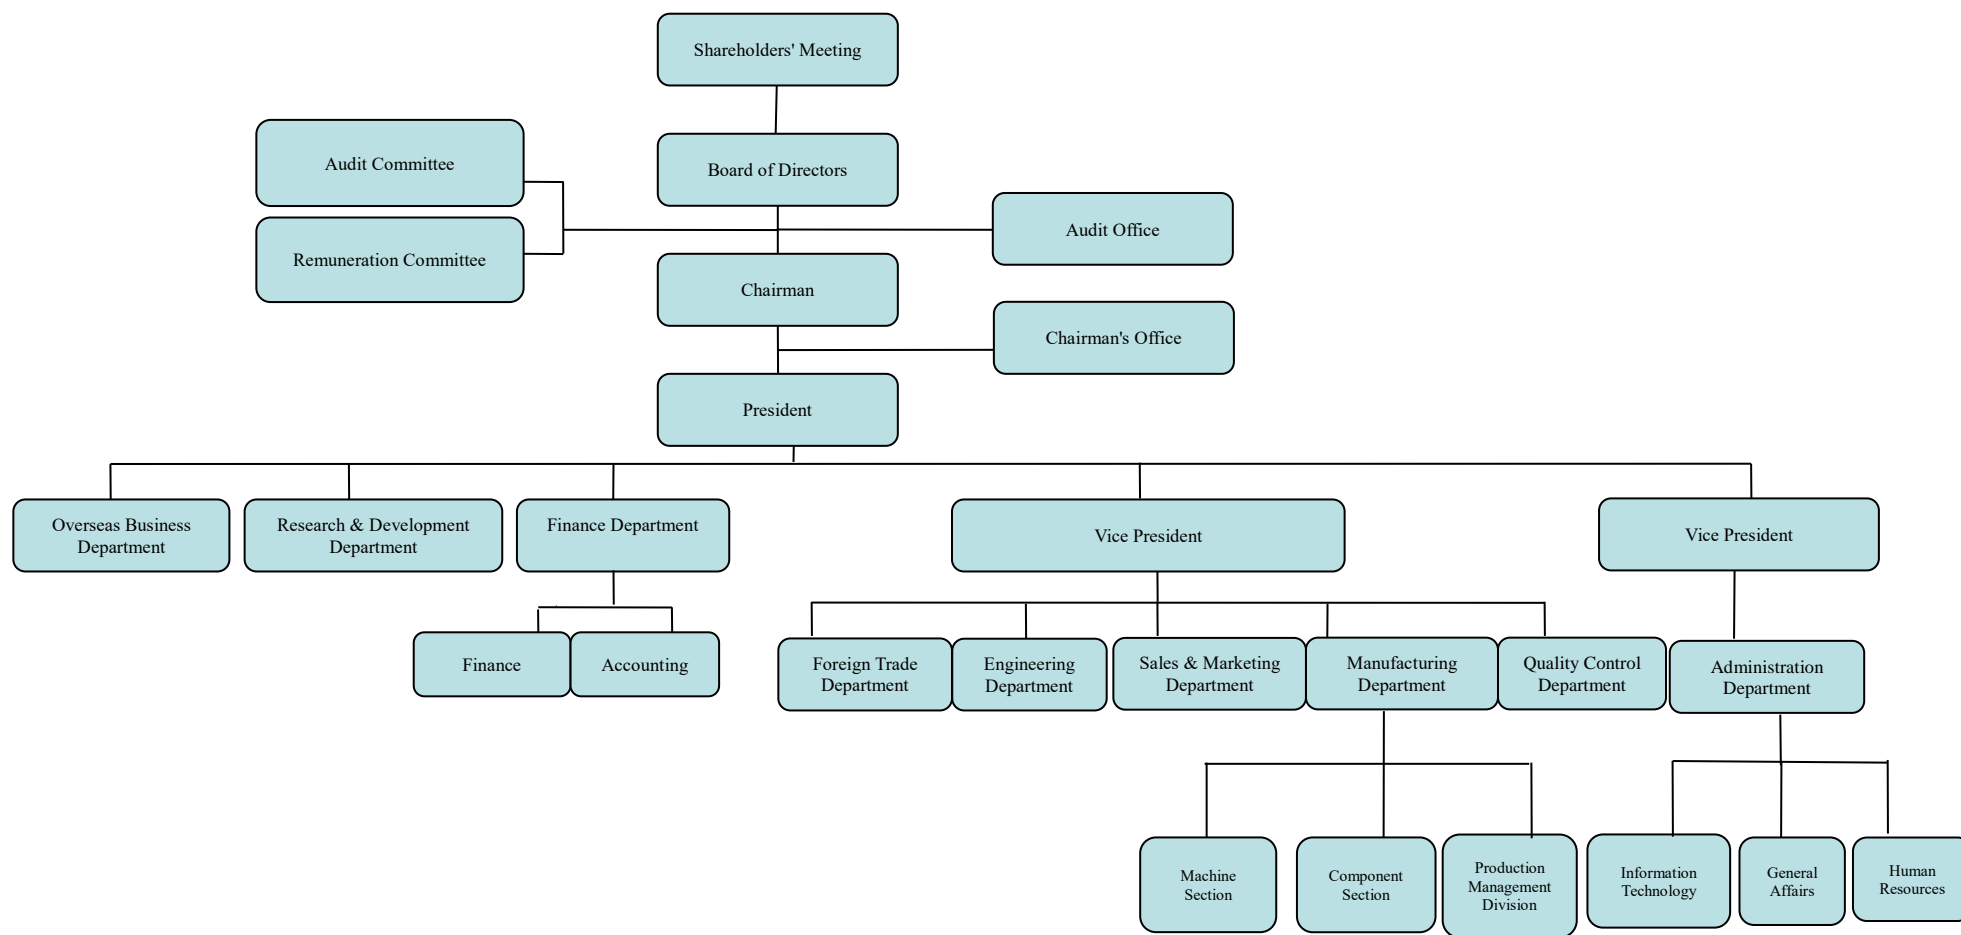 Shareholders' Meeting
Audit Committee
Board of Directors
Audit Office
Remuneration Committee
Chairman
Chairman's Office
President
Overseas Business
Department
Research & Development
Department
Finance Department
Vice President
Vice President
Finance
Accounting
Foreign Trade
Department
Engineering
Department
Sales & Marketing
Department
Manufacturing
Department
Quality Control
Department
Administration
Department
Machine
Section
Component
Section
Production
Management
Division
Information
Technology
General
Affairs
Human
Resources